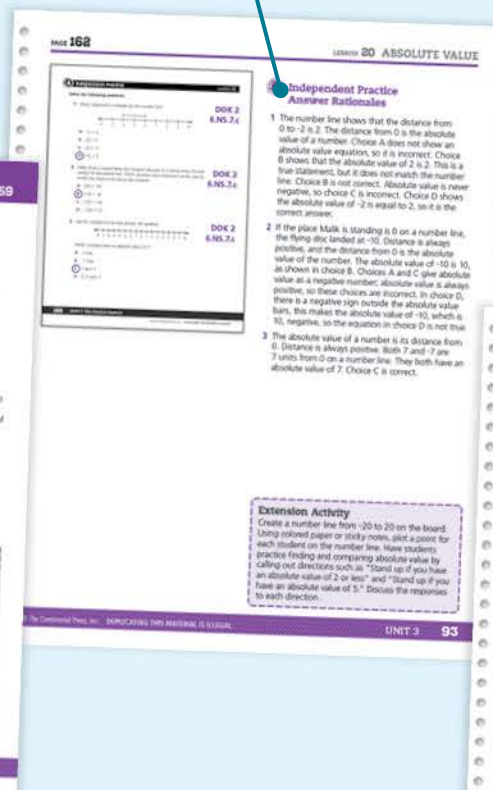 PAGE 162
LESSON 20 ABSOLUTE VALUE
Independent Practice
DOK 2
6.NS.7.c
DOK 2
6.NS.7.c
DOK 2
6.NS.7.c
Independent Practice
Answer Rationales
1 The number line shows that the distance from
0 to -2 is 2. The distance from 0 is the absolute
value of a number. Choice A does not show an
absolute value equation, so it is incorrect. Choice
B shows that the absolute value of 2 is 2. This is a
true statement, but it does not match the number
line. Choice B is not correct. Absolute value is never
negative, so choice C is incorrect. Choice D shows
the absolute value of -2 is equal to 2, so it is the
correct answer.
2 If the place Malik is standing is 0 on a number line,
the flying disc landed at -10. Distance is always
positive, and the distance from 0 is the absolute
value of the number. The absolute value of -10 is 10,
as shown in choice B. Choices A and C give absolute
value as a negative number; absolute value is always
positive, so these choices are incorrect. In choice D,
there is a negative sign outside the absolute value
bars, this makes the absolute value of -10, which is
10, negative, so the equation in choice D is not true.
3 The absolute value of a number is its distance from
0. Distance is always positive. Both 7 and -7 are
7 units from 0 on a number line. They both have an
absolute value of 7. Choice C is correct.
Extension Activity
Create a number line from -20 to 20 on the board.
Using colored paper or sticky notes, plot a point for
each student on the number line. Have students
practice finding and comparing absolute value by
calling out directions such as "Stand up if you have
an absolute value of 2 or less" and "Stand up if you
have an absolute value of 5." Discuss the responses
to each direction.
The Continental Press, Inc. DUPLICATING THIS MATERIAL IS ILLEGAL.
UNIT 3 93
59